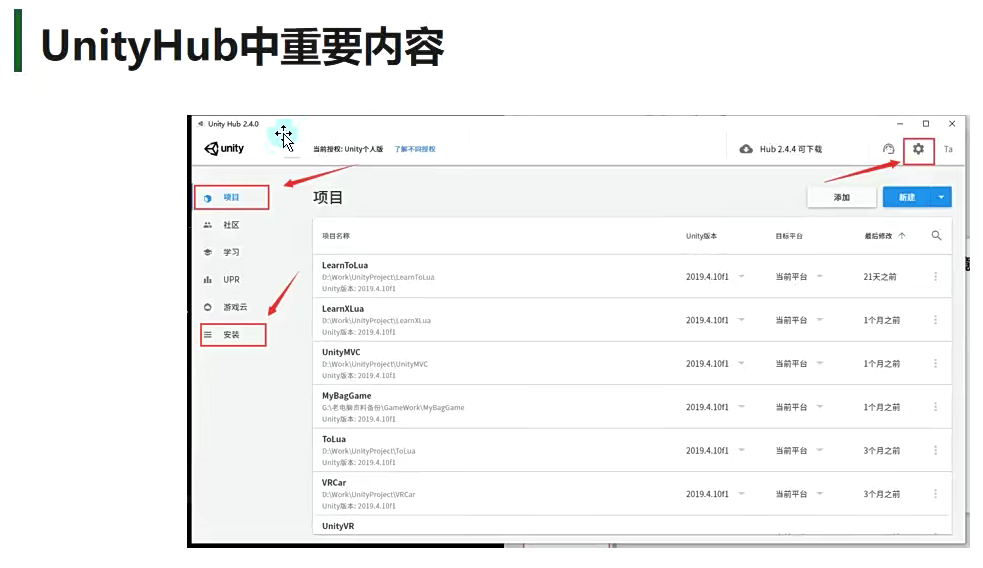 UnityHub中重要内容
Unity Hub 2.4.0
unity
当前授权: Unity个人版 了解不同授权
Hub 2.4.4 可下载
Ta
项目
社区
学习
UPR
游戏云
安装
项目
添加 新建
项目名称 Unity版本 目标平台 最后修改
LearnToLua
D:\Work\UnityProject\LearnToLua
Unity版本: 2019.4.10f1
2019.4.10f1 当前平台 21天之前
LearnXLua
D:\Work\UnityProject\LearnXLua
Unity版本: 2019.4.10f1
2019.4.10f1 当前平台 1个月之前
UnityMVC
D:\Work\UnityProject\UnityMVC
Unity版本: 2019.4.10f1
2019.4.10f1 当前平台 1个月之前
MyBagGame
G:\老电脑资料备份\GameWork\MyBagGame
Unity版本: 2019.4.10f1
2019.4.10f1 当前平台 1个月之前
ToLua
D:\Work\UnityProject\ToLua
Unity版本: 2019.4.10f1
2019.4.10f1 当前平台 3个月之前
VRCar
D:\Work\UnityProject\VRCar
Unity版本: 2019.4.10f1
2019.4.10f1 当前平台 3个月之前
UnityVR